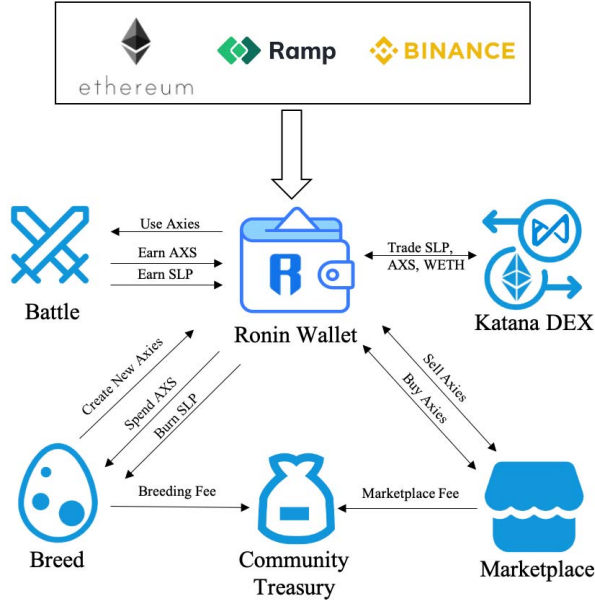 ethereum
Ramp
BINANCE
Use Axies
Earn AXS
Earn SLP
Battle
Ronin Wallet
Trade SLP,
AXS, WETH
Katana DEX
Create New Axies
Spend AXS
Burn SLP
Sell Axies
Buy Axies
Breed
Breeding Fee
Community
Treasury
Marketplace Fee
Marketplace